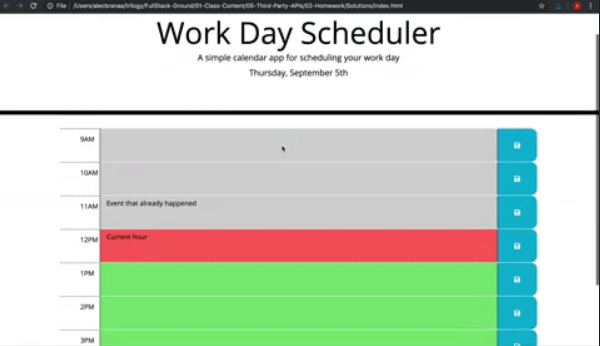 File | /Users/alecbranaa/trilogy/FullStack-Ground/01-Class-Content/05-Third-Party-APIs/02-Homework/Solutions/index.html
Work Day Scheduler
A simple calendar app for scheduling your work day
Thursday, September 5th
9AM
10AM
11AM Event that already happened
12PM Current hour
1PM
2PM
3PM